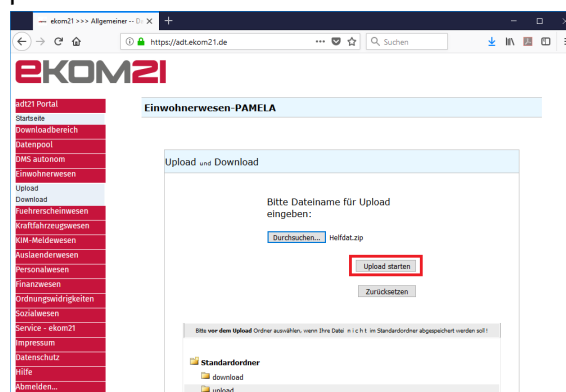 ekom21 >>> Allgemeiner -- D
https://adt.ekom21.de
Suchen
ekom21
adt21 Portal
Startseite
Downloadbereich
Datenpool
DMS autonom
Einwohnerwesen
Upload
Download
Fuehrerscheinwesen
Kraftfahrzeugswesen
KIM-Meldewesen
Auslaenderwesen
Personalwesen
Finanzwesen
Ordnungswidrigkeiten
Sozialwesen
Service - ekom21
Impressum
Datenschutz
Hilfe
Abmelden...
Einwohnerwesen-PAMELA
Upload und Download
Bitte Dateiname für Upload
eingeben:
Durchsuchen... Helfdat.zip
Upload starten
Zurücksetzen
Bitte vor dem Upload Ordner auswählen, wenn Ihre Datei n i c h t im Standardordner abgespeichert werden soll !
Standardordner
download
upload